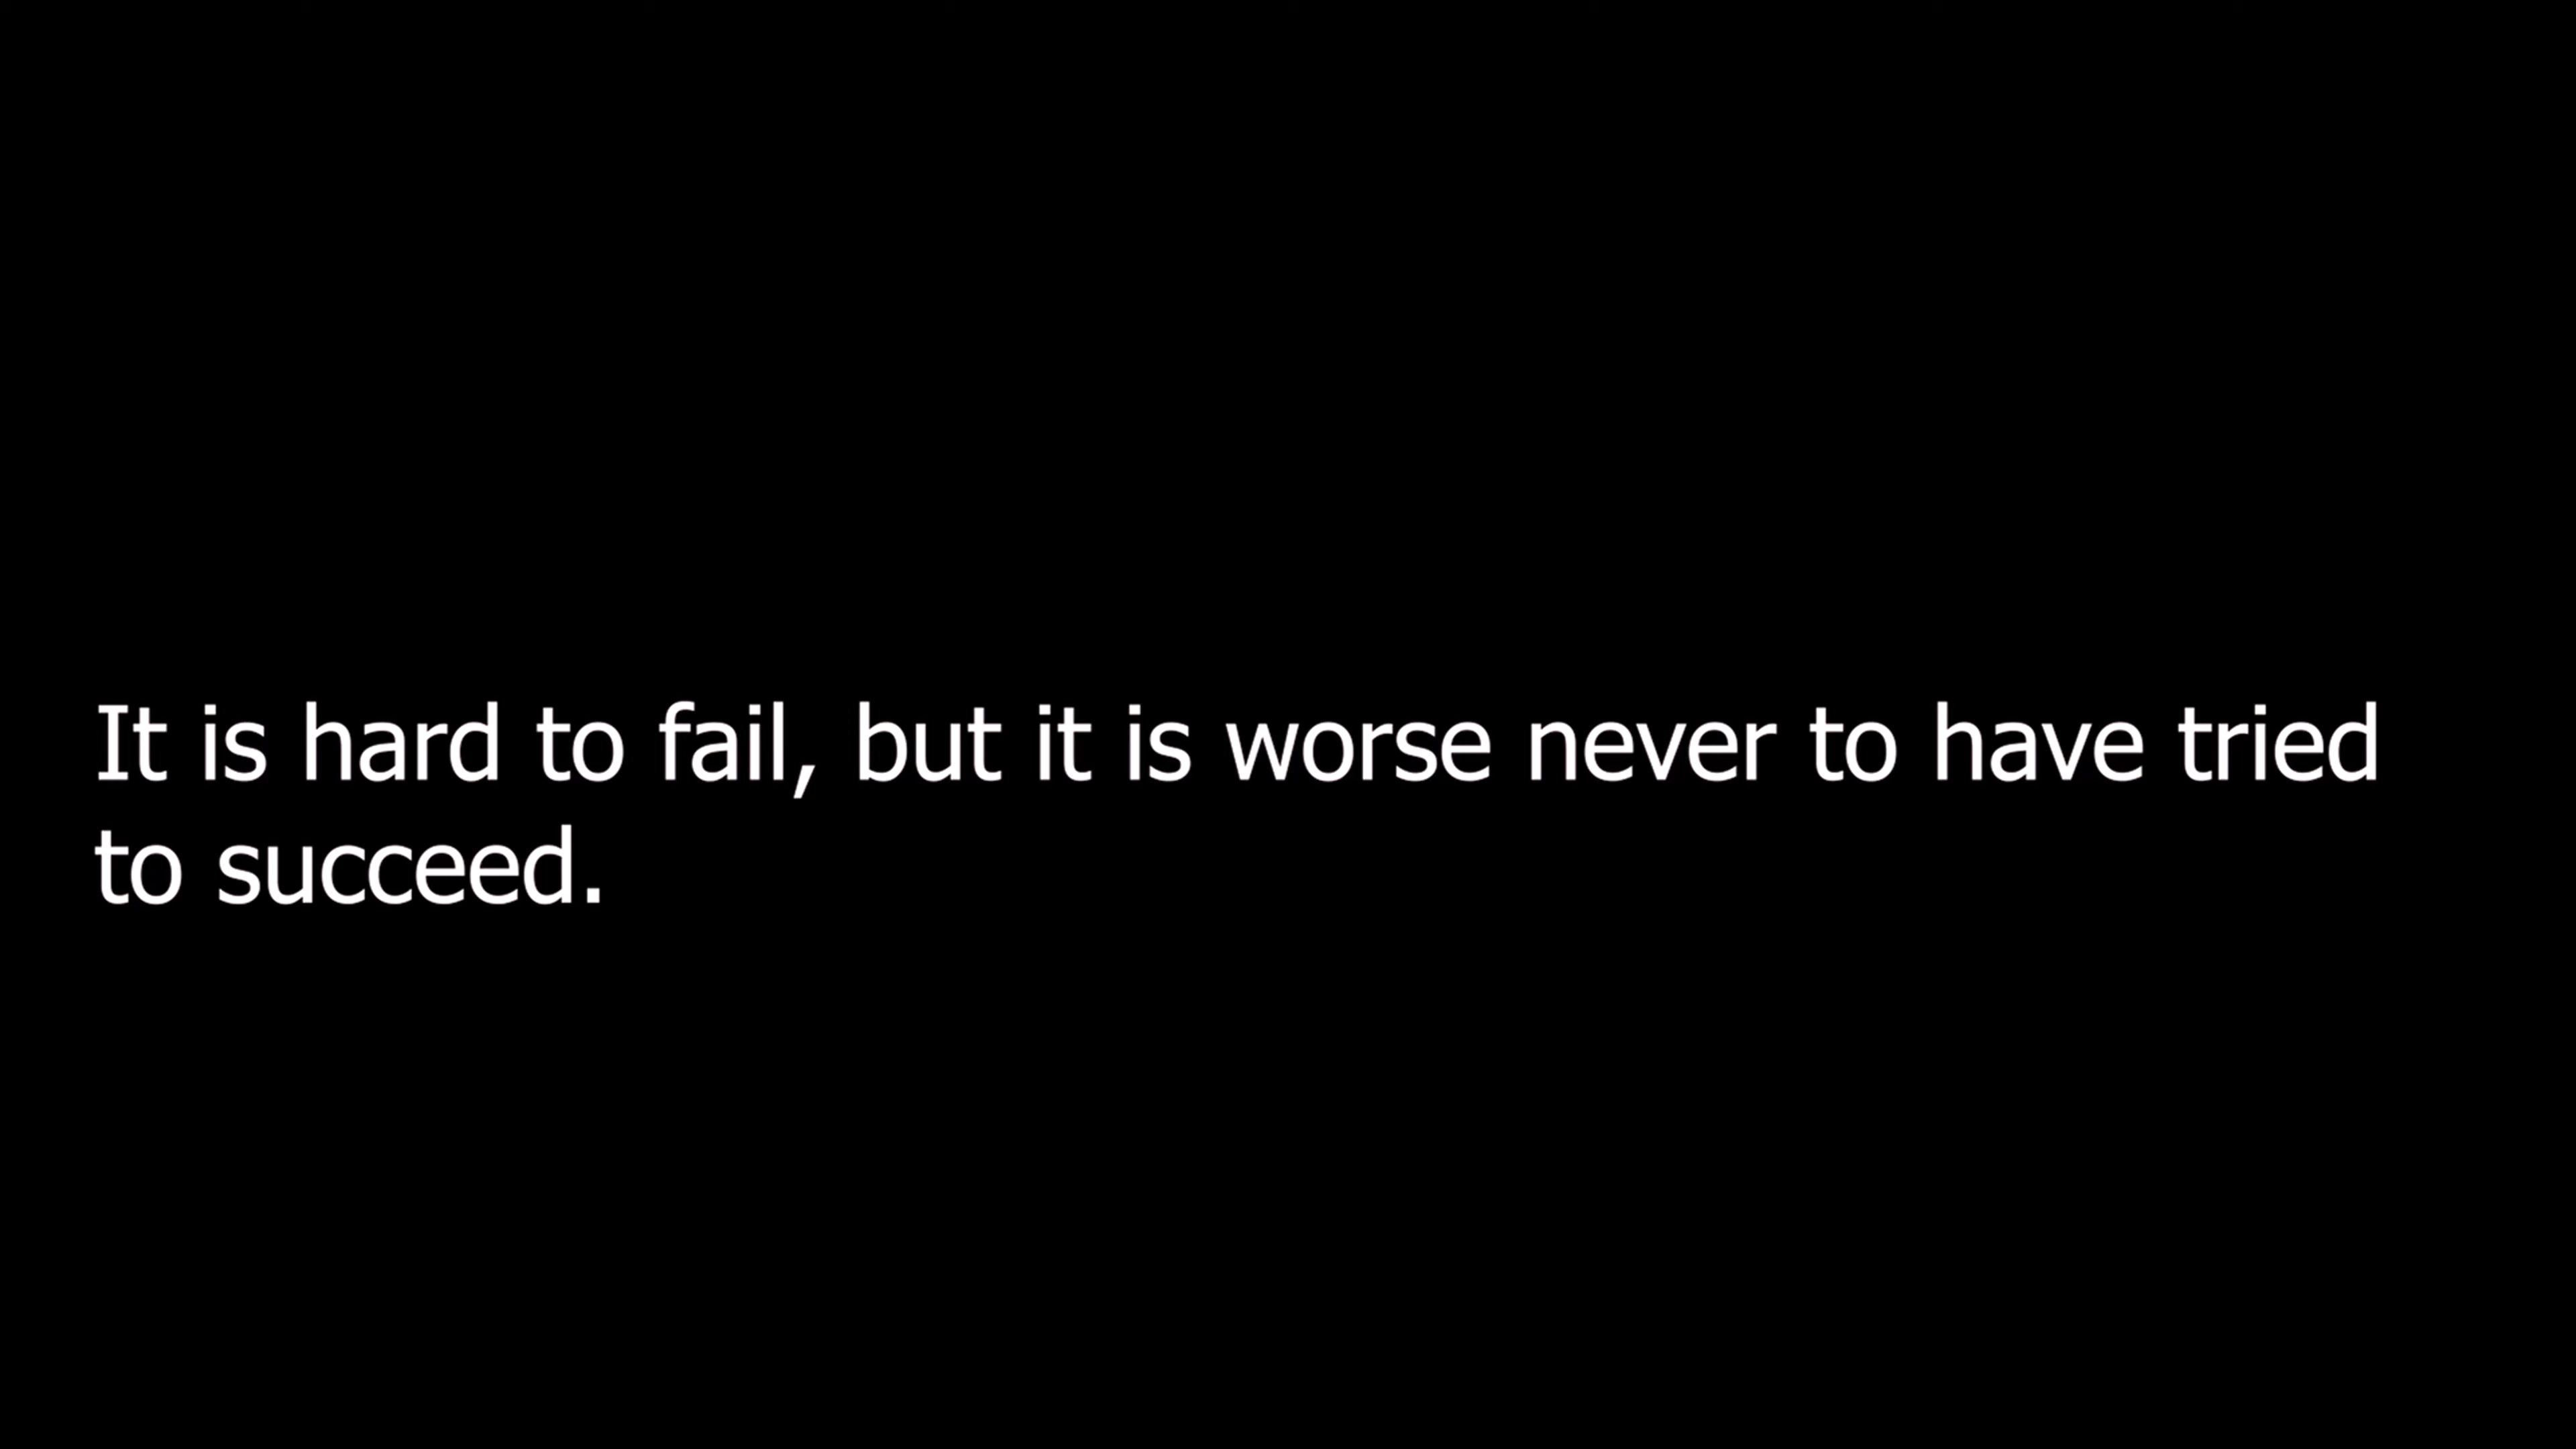 It is hard to fail, but it is worse never to have tried
to succeed.